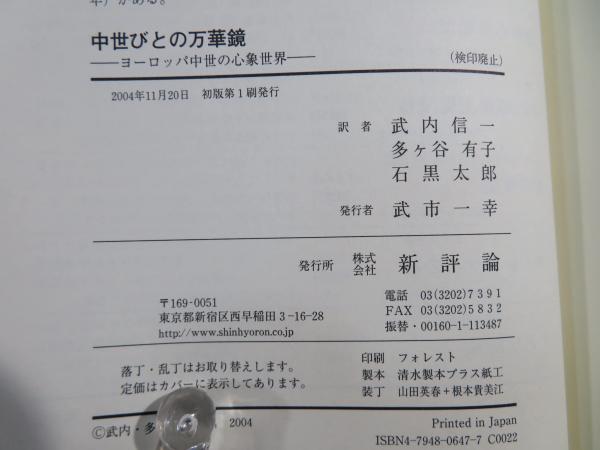 年）がある。
中世びとの万華鏡
——ヨーロッパ中世の心象世界——
（検印廃止）
2004年11月20日 初版第1刷発行
訳者 武内信一
多ヶ谷有子
石黒太郎
発行者 武市一幸
発行所 株式会社 新評論
〒169-0051
東京都新宿区西早稲田3-16-28
http://www.shinhyoron.co.jp
電話 03(3202)7391
FAX 03(3202)5832
振替・00160-1-113487
落丁・乱丁はお取り替えします。
定価はカバーに表示してあります。
印刷 フォレスト
製本 清水製本プラス紙工
装丁 山田英春＋根本貴美江
©武内・多 2004
Printed in Japan
ISBN4-7948-0647-7 C0022